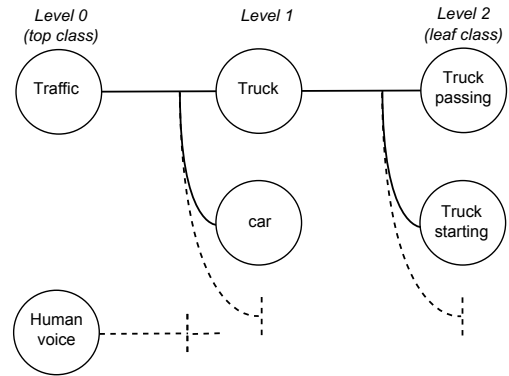 Level 0
(top class)
Level 1
Level 2
(leaf class)
Traffic
Truck
Truck
passing
car
Truck
starting
Human
voice